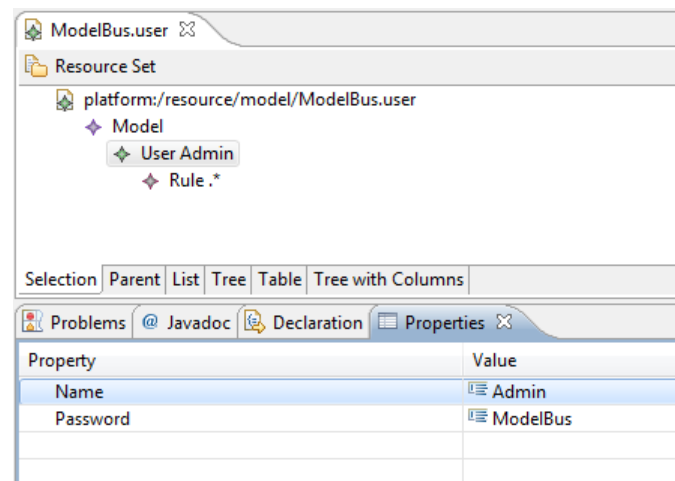 ModelBus.user
Resource Set
platform:/resource/model/ModelBus.user
Model
User Admin
Rule .*
Selection Parent List Tree Table Tree with Columns
Problems @ Javadoc Declaration Properties
Property Value
Name Admin
Password ModelBus